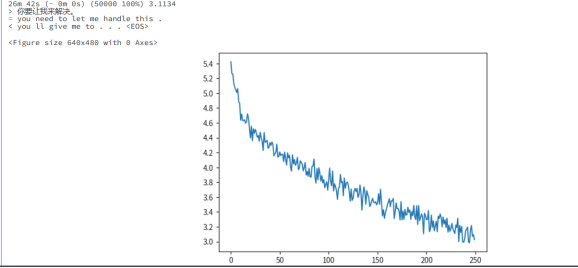 26m 42s (- 0m 0s) (50000 100%) 3.1134
> 你要让我来解决。
= you need to let me handle this .
< you ll give me to . . . <EOS>
<Figure size 640x480 with 0 Axes>
5.4
5.2
5.0
4.8
4.6
4.4
4.2
4.0
3.8
3.6
3.4
3.2
3.0
0 50 100 150 200 250